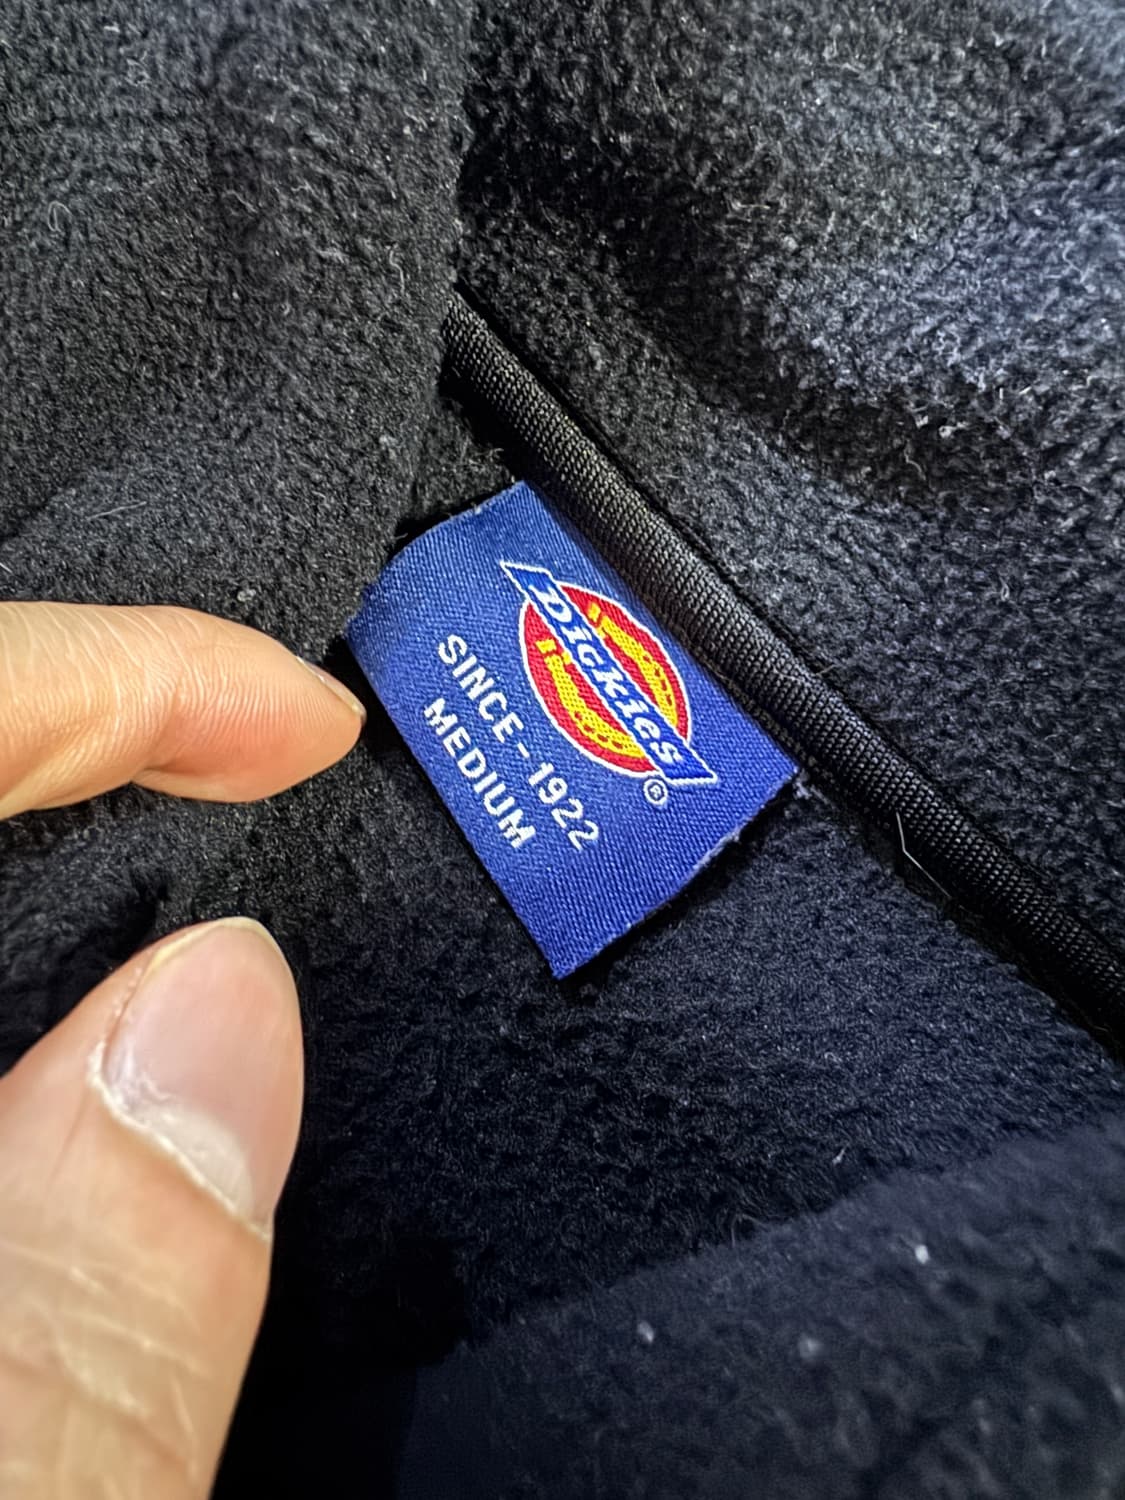 Dickies
®
SINCE-1922
MEDIUM